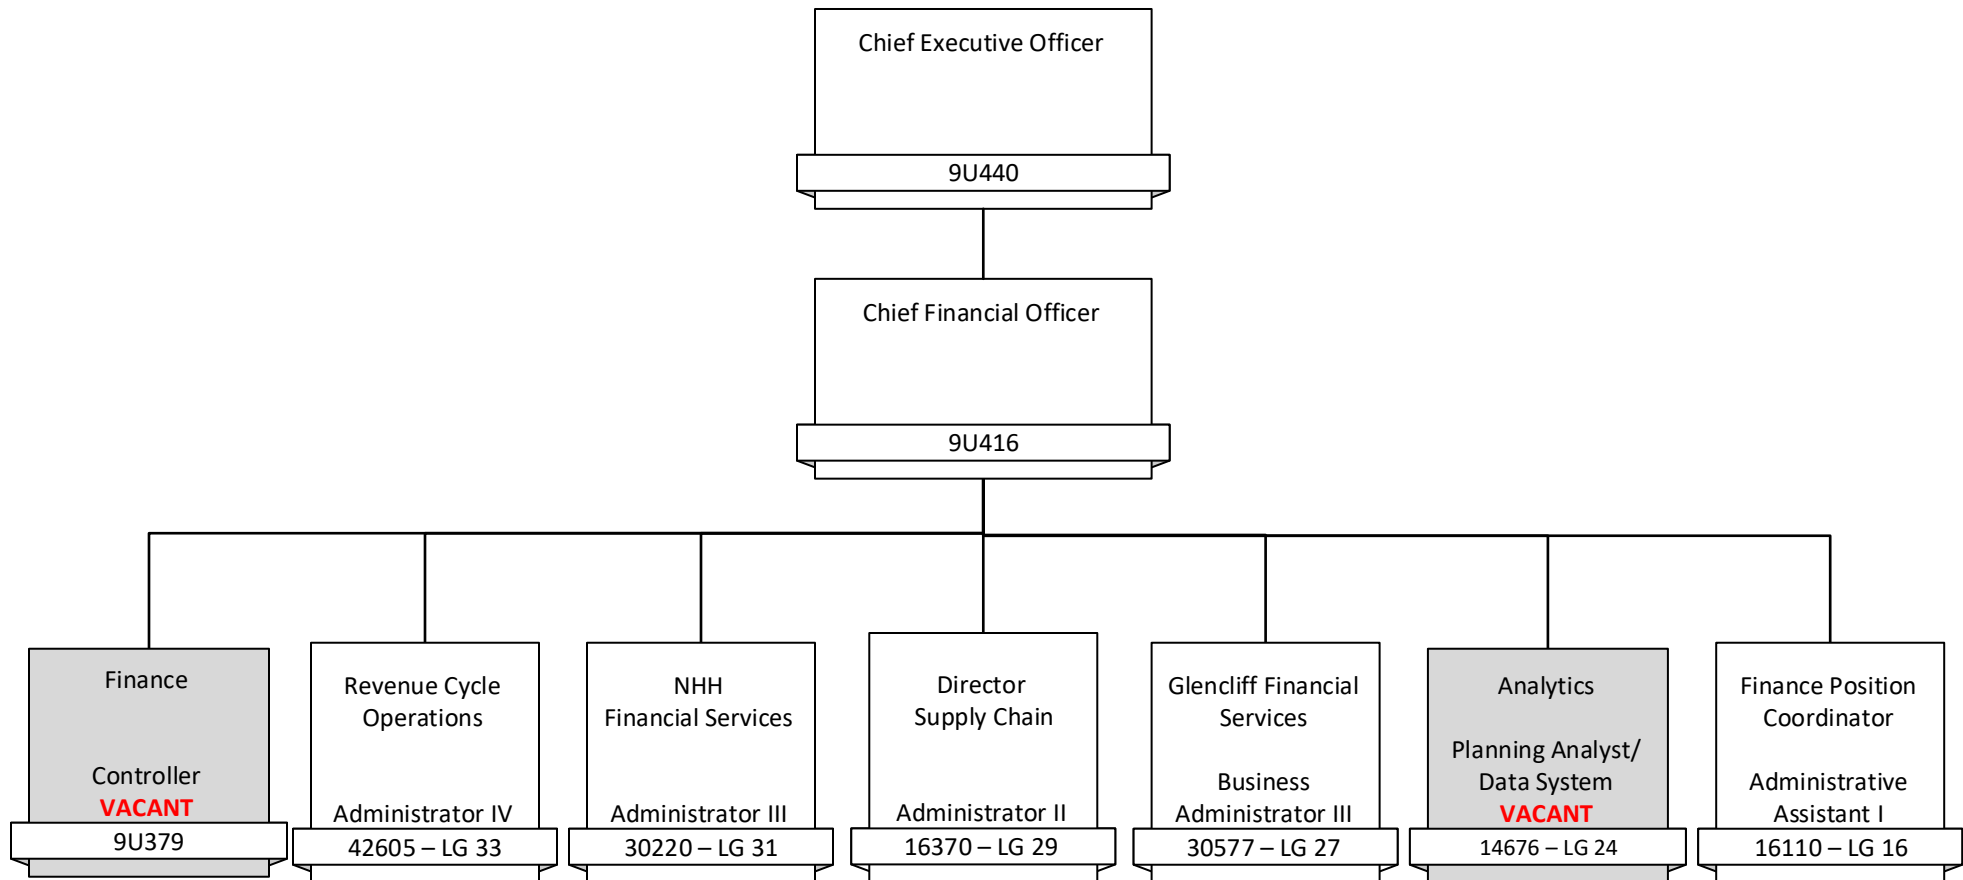 Chief Executive Officer
9U440
Chief Financial Officer
9U416
Finance
Controller
VACANT
9U379
Revenue Cycle
Operations
Administrator IV
42605 – LG 33
NHH
Financial Services
Administrator III
30220 – LG 31
Director
Supply Chain
Administrator II
16370 – LG 29
Glencliff Financial
Services
Business
Administrator III
30577 – LG 27
Analytics
Planning Analyst/
Data System
VACANT
14676 – LG 24
Finance Position
Coordinator
Administrative
Assistant I
16110 – LG 16